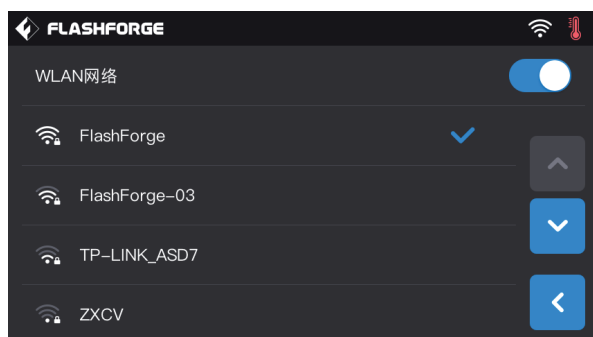 FLASHFORGE
WLAN网络
FlashForge
FlashForge-03
TP-LINK_ASD7
ZXCV